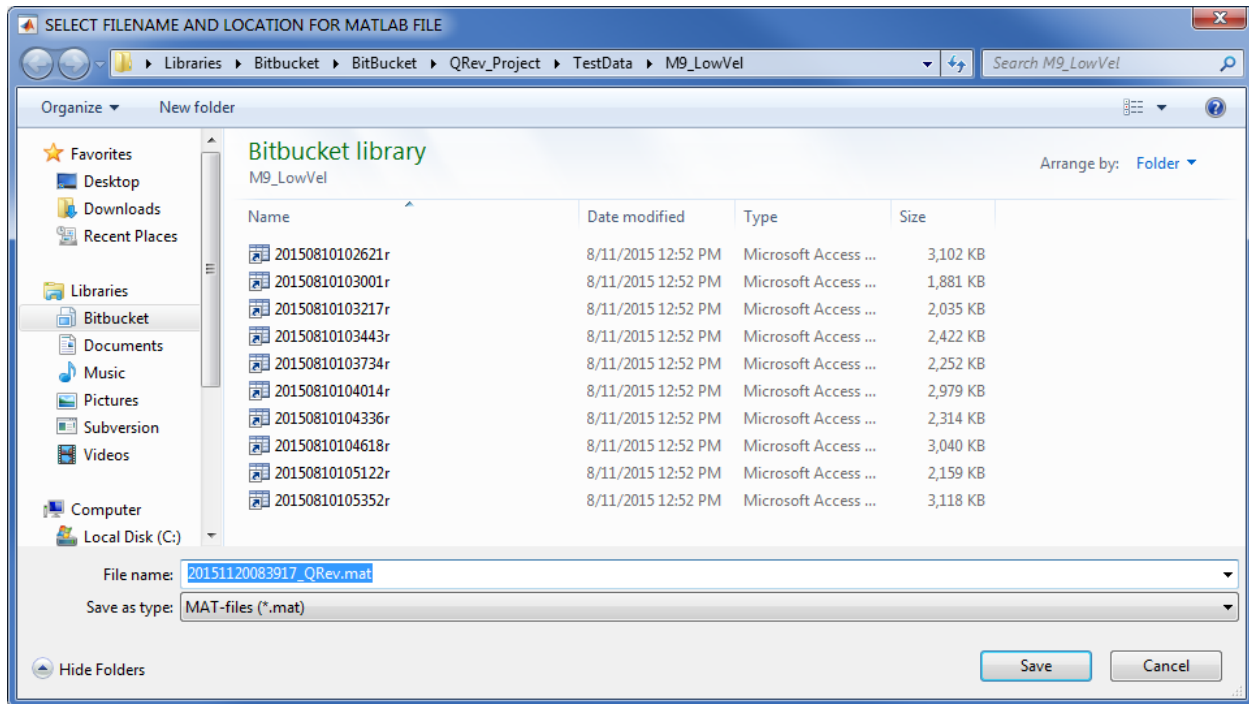 SELECT FILENAME AND LOCATION FOR MATLAB FILE
Libraries Bitbucket BitBucket QRev_Project TestData M9_LowVel Search M9_LowVel
Organize New folder
Favorites
Desktop
Downloads
Recent Places
Libraries
Bitbucket
Documents
Music
Pictures
Subversion
Videos
Computer
Local Disk (C:)
Bitbucket library
M9_LowVel
Arrange by: Folder
Name Date modified Type Size
20150810102621r 8/11/2015 12:52 PM Microsoft Access ... 3,102 KB
20150810103001r 8/11/2015 12:52 PM Microsoft Access ... 1,881 KB
20150810103217r 8/11/2015 12:52 PM Microsoft Access ... 2,035 KB
20150810103443r 8/11/2015 12:52 PM Microsoft Access ... 2,422 KB
20150810103734r 8/11/2015 12:52 PM Microsoft Access ... 2,252 KB
20150810104014r 8/11/2015 12:52 PM Microsoft Access ... 2,979 KB
20150810104336r 8/11/2015 12:52 PM Microsoft Access ... 2,314 KB
20150810104618r 8/11/2015 12:52 PM Microsoft Access ... 3,040 KB
20150810105122r 8/11/2015 12:52 PM Microsoft Access ... 2,159 KB
20150810105352r 8/11/2015 12:52 PM Microsoft Access ... 3,118 KB
File name: 20151120083917_QRev.mat
Save as type: MAT-files (*.mat)
Hide Folders Save Cancel